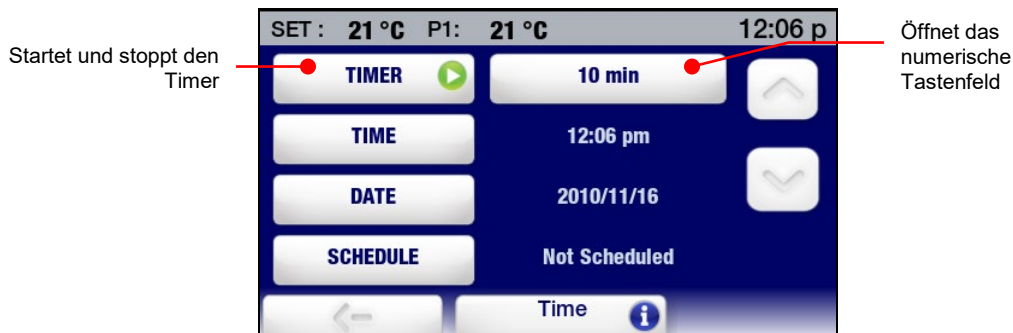 SET : 21 °C P1: 21 °C 12:06 p
Startet und stoppt den
Timer
TIMER 10 min
Öffnet das
numerische
Tastenfeld
TIME 12:06 pm
DATE 2010/11/16
SCHEDULE Not Scheduled
Time i